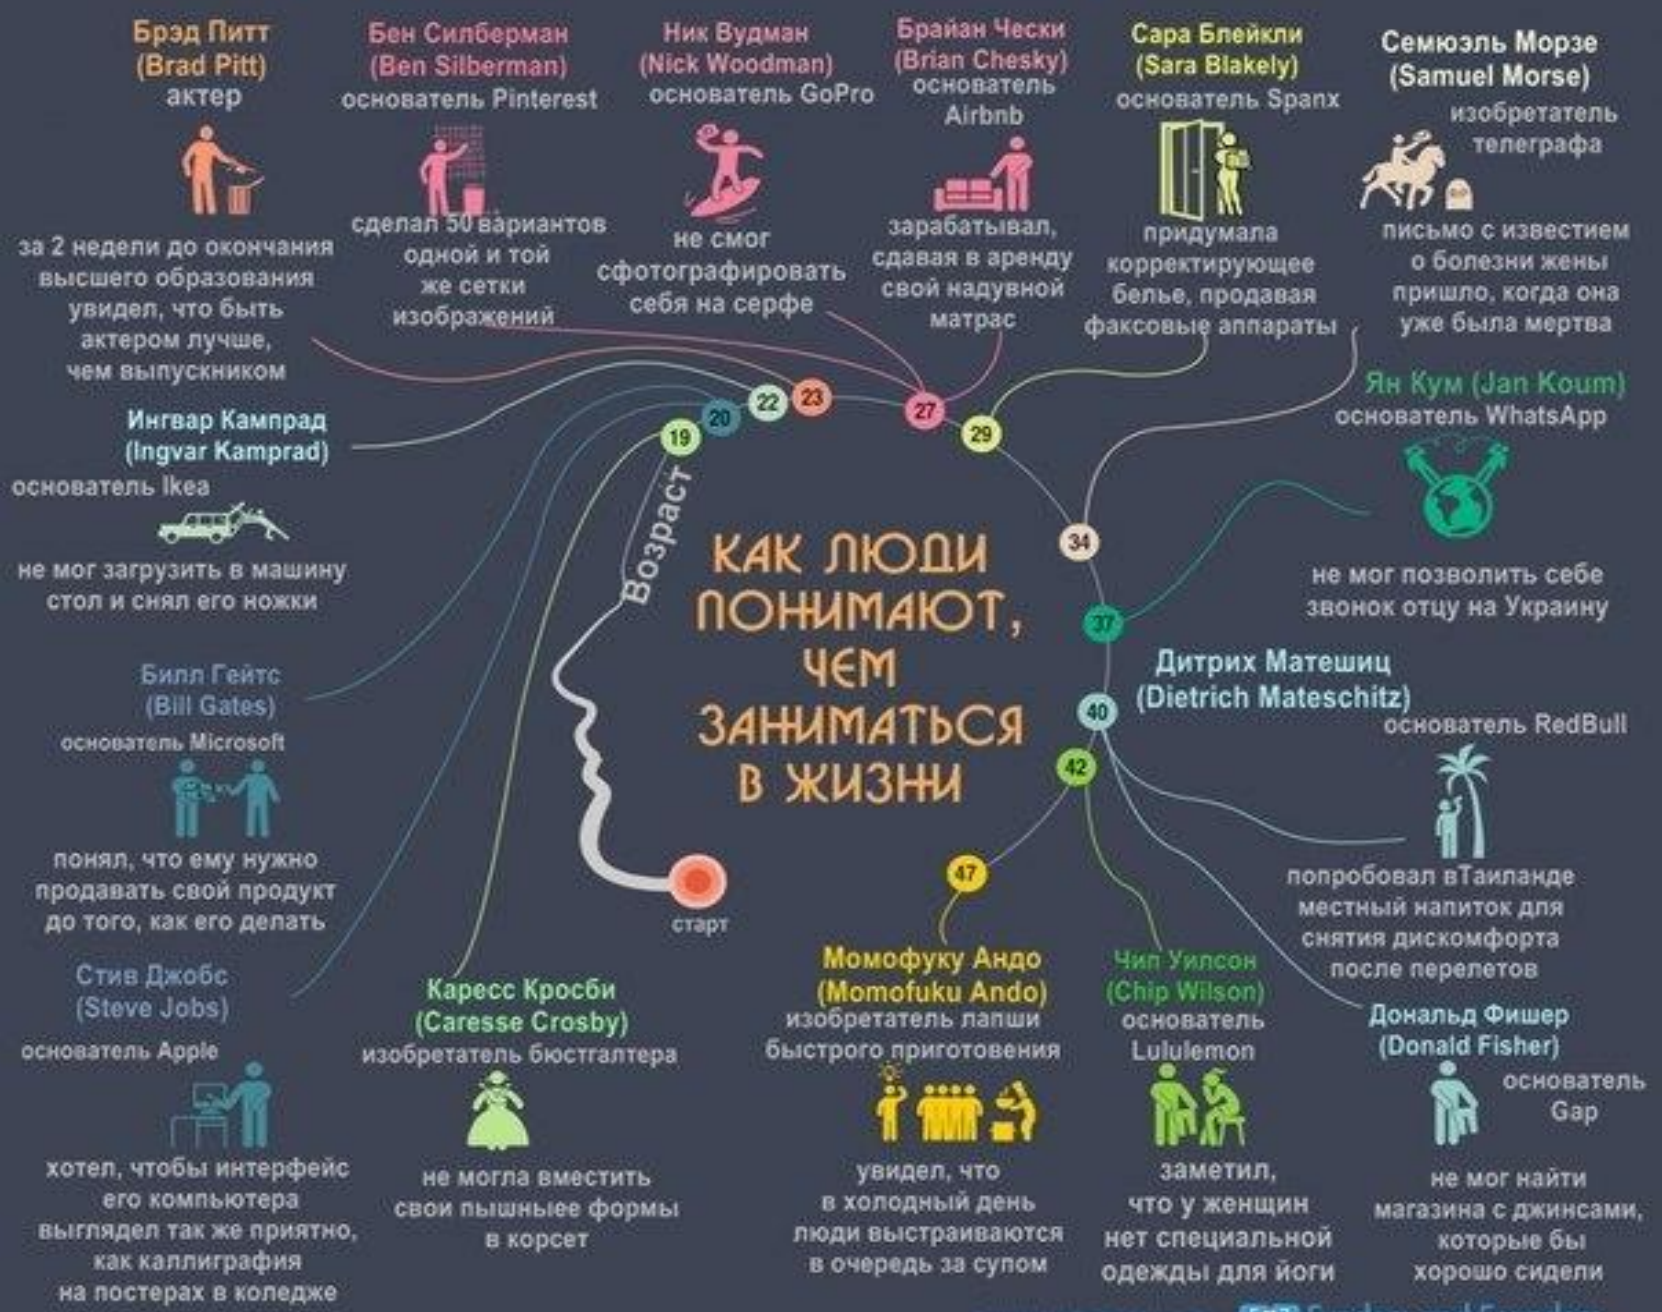 Брэд Питт
(Brad Pitt)
актер
за 2 недели до окончания
высшего образования
увидел, что быть
актером лучше,
чем выпускником
Бен Силберман
(Ben Silberman)
основатель Pinterest
сделал 50 вариантов
одной и той
же сетки
изображений
Ник Вудман
(Nick Woodman)
основатель GoPro
не смог
сфотографировать
себя на серфе
Брайан Чески
(Brian Chesky)
основатель
Airbnb
зарабатывал,
сдавая в аренду
свой надувной
матрас
Сара Блейкли
(Sara Blakely)
основатель Spanx
придумала
корректирующее
белье, продавая
факсовые аппараты
Семюэль Морзе
(Samuel Morse)
изобретатель
телеграфа
письмо с известием
о болезни жены
пришло, когда она
уже была мертва
Ингвар Кампрад
(Ingvar Kamprad)
основатель Ikea
не мог загрузить в машину
стол и снял его ножки
19
20
22
23
27
29
34
37
40
42
47
Возраст
КАК ЛЮДИ
ПОНИМАЮТ,
ЧЕМ
ЗАНИМАТЬСЯ
В ЖИЗНИ
старт
Ян Кум (Jan Koum)
основатель WhatsApp
не мог позволить себе
звонок отцу на Украину
Билл Гейтс
(Bill Gates)
основатель Microsoft
понял, что ему нужно
продавать свой продукт
до того, как его делать
Дитрих Матешиц
(Dietrich Mateschitz)
основатель RedBull
попробовал вТаиланде
местный напиток для
снятия дискомфорта
после перелетов
Стив Джобс
(Steve Jobs)
основатель Apple
хотел, чтобы интерфейс
его компьютера
выглядел так же приятно,
как каллиграфия
на постерах в коледже
Каресс Кросби
(Caresse Crosby)
изобретатель бюстгалтера
не могла вместить
свои пышныее формы
в корсет
Момофуку Андо
(Momofuku Ando)
изобретатель лапши
быстрого приготовения
увидел, что
в холодный день
люди выстраиваются
в очередь за супом
Чип Уилсон
(Chip Wilson)
основатель
Lululemon
заметил,
что у женщин
нет специальной
одежды для йоги
Дональд Фишер
(Donald Fisher)
основатель
Gap
не мог найти
магазина с джинсами,
которые бы
хорошо сидели